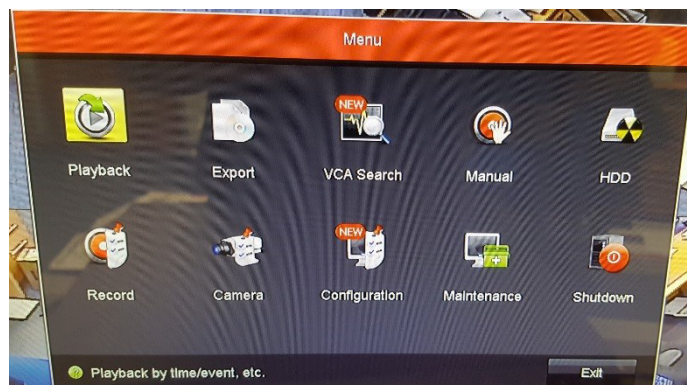 Menu
NEW
Playback Export VCA Search Manual HDD
NEW
Record Camera Configuration Maintenance Shutdown
Playback by time/event, etc. Exit